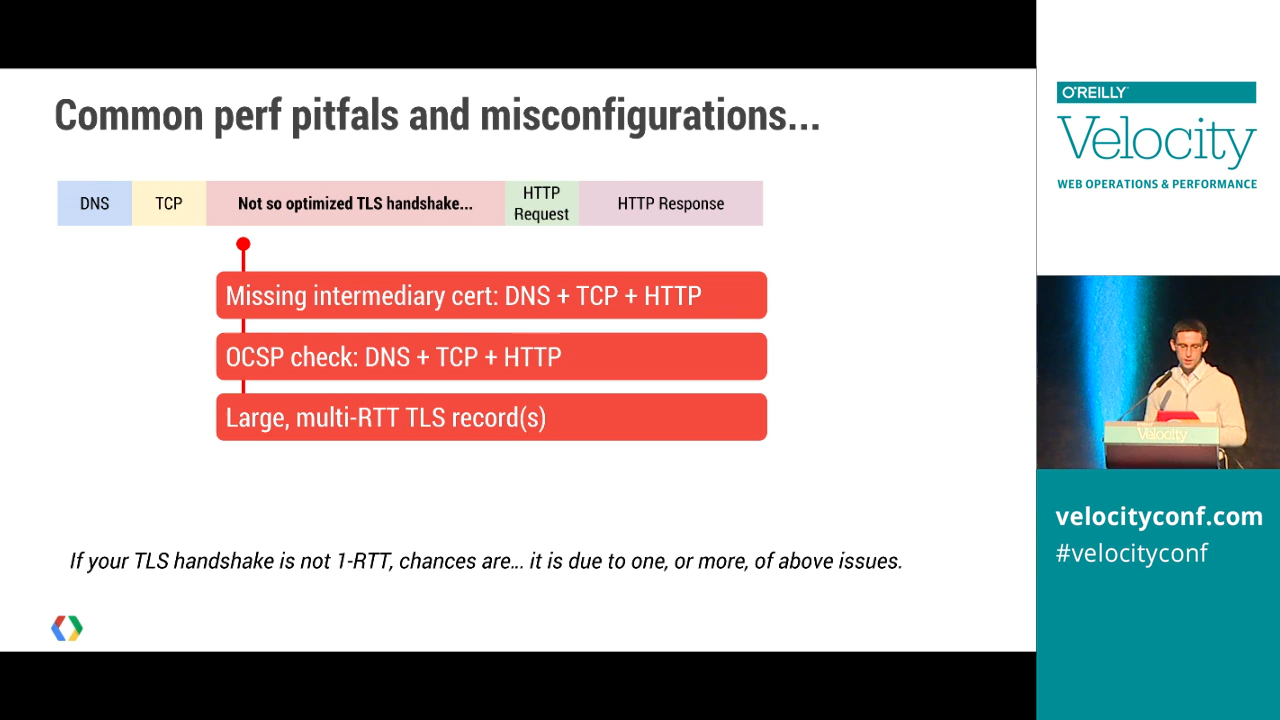 Common perf pitfals and misconfigurations...
DNS
TCP
Not so optimized TLS handshake...
HTTP
Request
HTTP Response
Missing intermediary cert: DNS + TCP + HTTP
OCSP check: DNS + TCP + HTTP
Large, multi-RTT TLS record(s)
If your TLS handshake is not 1-RTT, chances are... it is due to one, or more, of above issues.
O'REILLY
Velocity
WEB OPERATIONS & PERFORMANCE
Velocity
velocityconf.com
#velocityconf